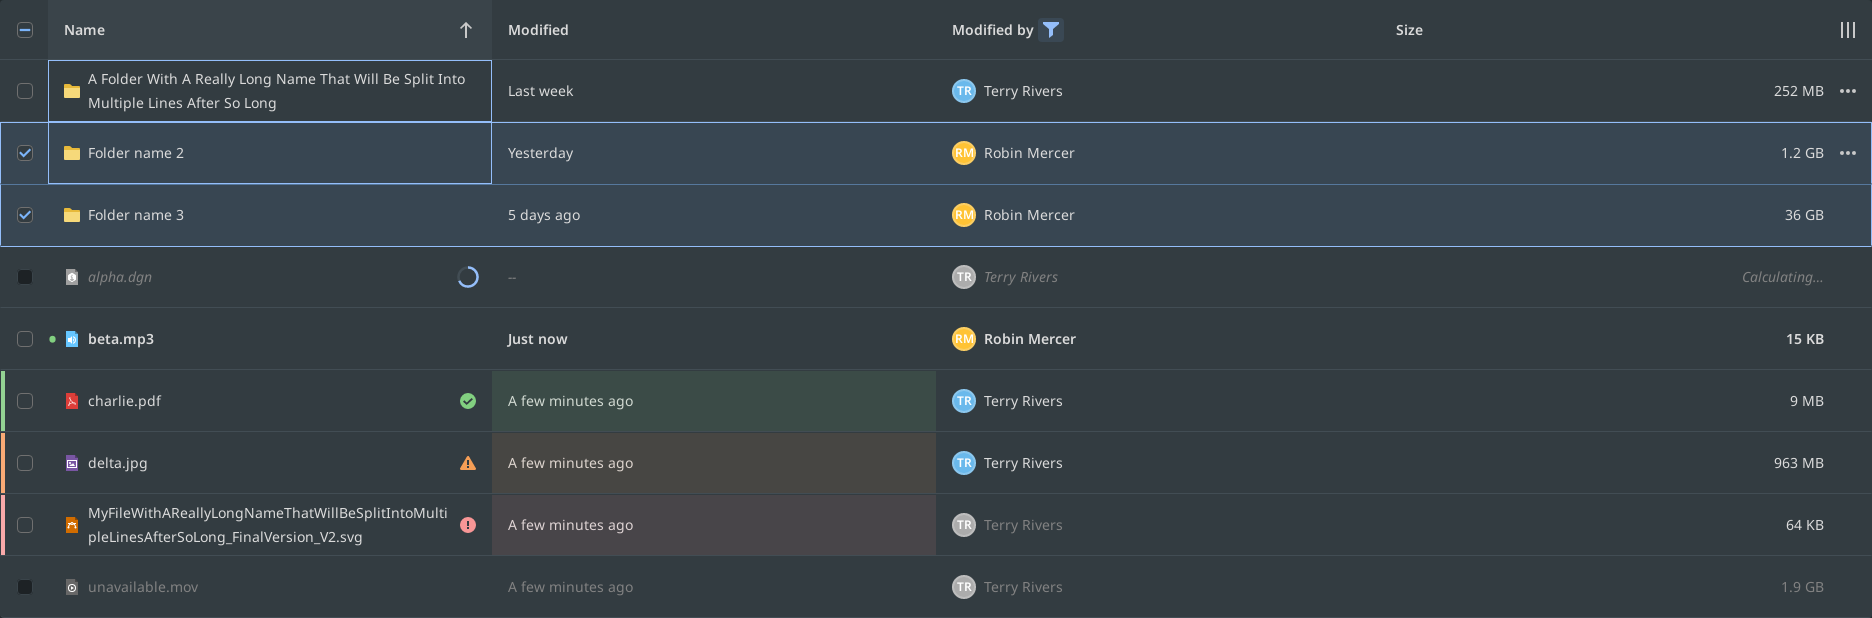 Name
Modified
Modified by
Size
A Folder With A Really Long Name That Will Be Split Into
Multiple Lines After So Long
Last week
TR
Terry Rivers
252 MB
Folder name 2
Yesterday
RM
Robin Mercer
1.2 GB
Folder name 3
5 days ago
RM
Robin Mercer
36 GB
alpha.dgn
--
TR
Terry Rivers
Calculating...
beta.mp3
Just now
RM
Robin Mercer
15 KB
charlie.pdf
A few minutes ago
TR
Terry Rivers
9 MB
delta.jpg
A few minutes ago
TR
Terry Rivers
963 MB
MyFileWithAReallyLongNameThatWillBeSplitIntoMulti
pleLinesAfterSoLong_FinalVersion_V2.svg
A few minutes ago
TR
Terry Rivers
64 KB
unavailable.mov
A few minutes ago
TR
Terry Rivers
1.9 GB